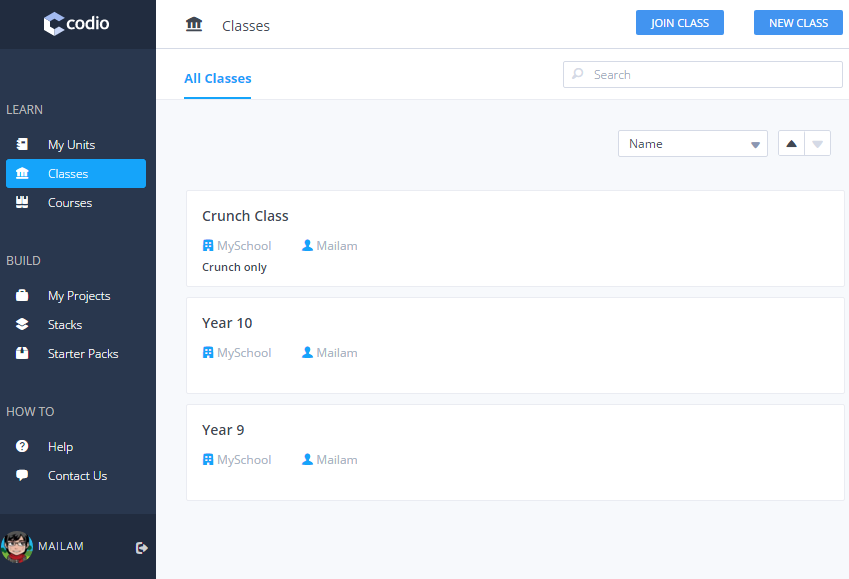 codio
Classes
JOIN CLASS
NEW CLASS
All Classes
Search
LEARN
My Units
Classes
Courses
BUILD
My Projects
Stacks
Starter Packs
HOW TO
Help
Contact Us
MAILAM
Name
Crunch Class
MySchool Mailam
Crunch only
Year 10
MySchool Mailam
Year 9
MySchool Mailam